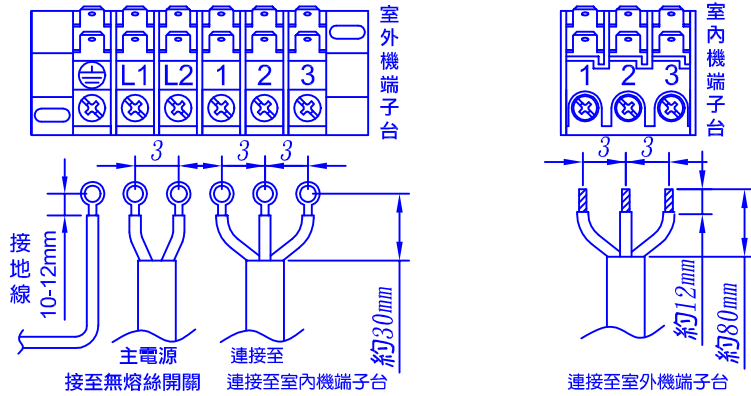 L1 L2 1 2 3
室外機端子台
3 3 3
接地線
10-12mm
約30mm
主電源
接至無熔絲開關
連接至
連接至室內機端子台
1 2 3
室內機端子台
3 3
約12mm
約80mm
連接至室外機端子台